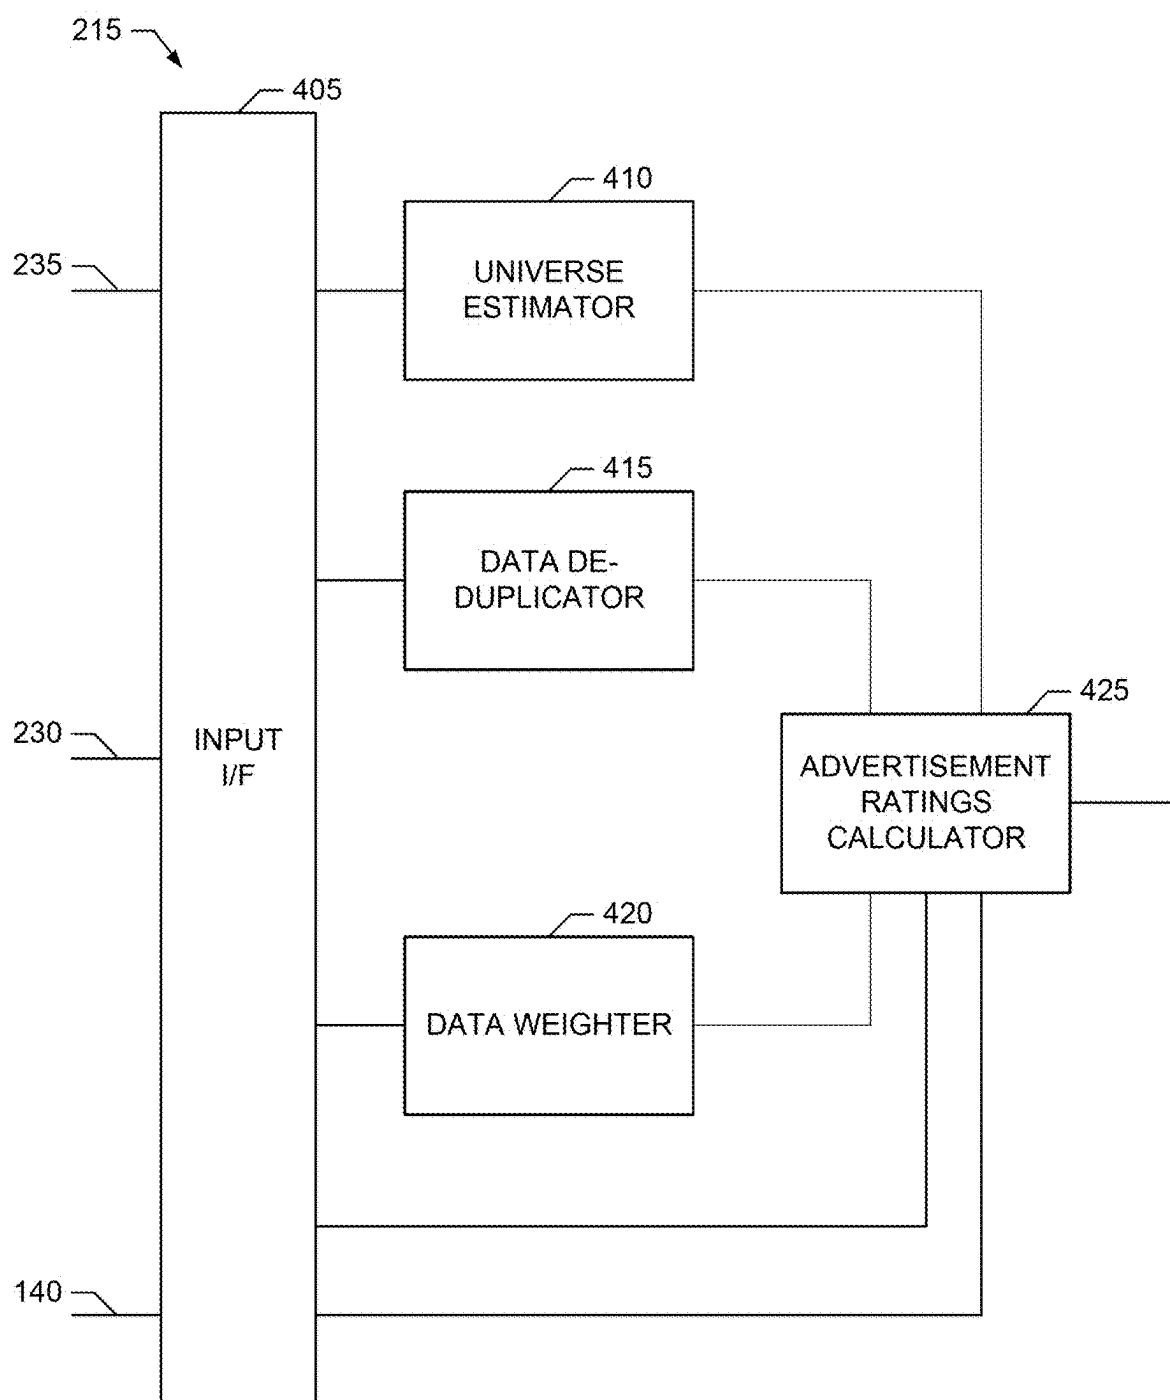 215
405
410
235
UNIVERSE
ESTIMATOR
415
DATA DE-
DUPLICATOR
425
230
INPUT
I/F
ADVERTISEMENT
RATINGS
CALCULATOR
420
DATA WEIGHTER
140